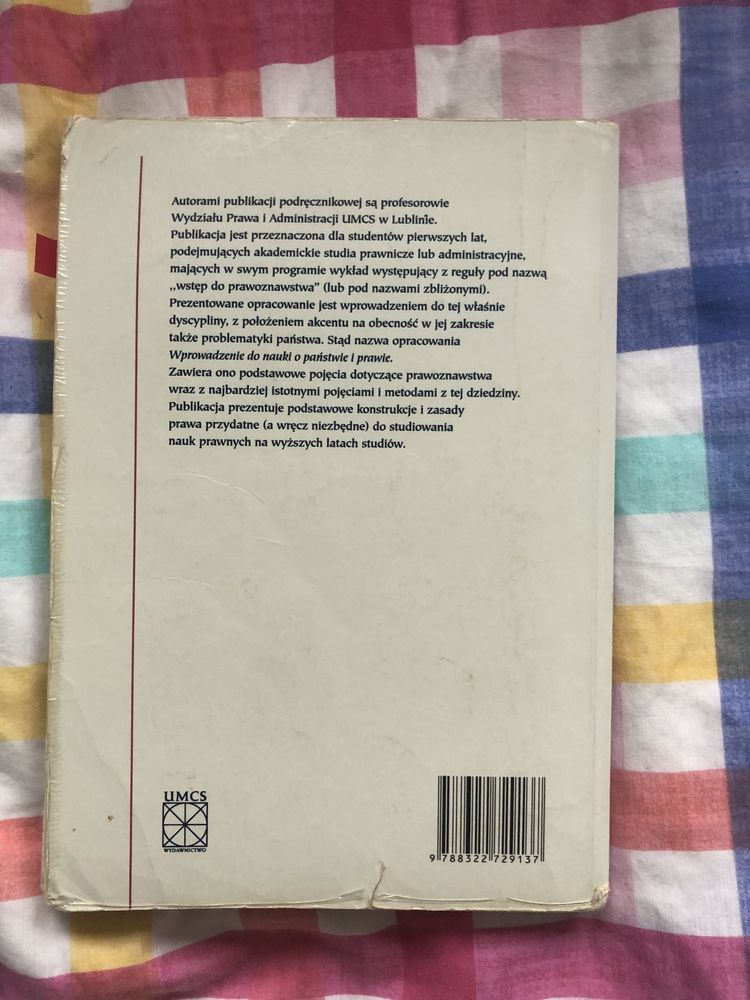 Autorami publikacji podręcznikowej są profesorowie
Wydziału Prawa i Administracji UMCS w Lublinie.
Publikacja jest przeznaczona dla studentów pierwszych lat,
podejmujących akademickie studia prawnicze lub administracyjne,
mających w swym programie wykład występujący z reguły pod nazwą
„wstęp do prawoznawstwa” (lub pod nazwami zbliżonymi).
Prezentowane opracowanie jest wprowadzeniem do tej właśnie
dyscypliny, z położeniem akcentu na obecność w jej zakresie
także problematyki państwa. Stąd nazwa opracowania
Wprowadzenie do nauki o państwie i prawie.
Zawiera ono podstawowe pojęcia dotyczące prawoznawstwa
wraz z najbardziej istotnymi pojęciami i metodami z tej dziedziny.
Publikacja prezentuje podstawowe konstrukcje i zasady
prawa przydatne (a wręcz niezbędne) do studiowania
nauk prawnych na wyższych latach studiów.
UMCS
WYDAWNICTWO
9 788322 729137